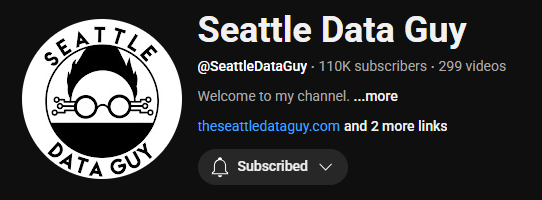 SEATTLE
DATA GUY
Seattle Data Guy
@SeattleDataGuy · 110K subscribers · 299 videos
Welcome to my channel. ...more
theseattledataguy.com and 2 more links
Subscribed